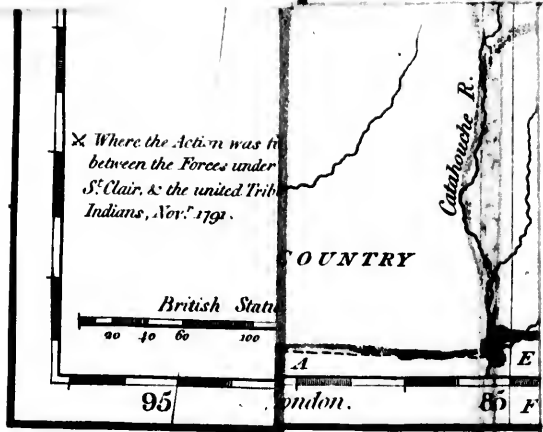 Where the Action was
between the Forces under
St. Clair, & the united
Indians, Novr. 1791.
British
20 40 60 100
95
Catahouche R.
COUNTRY
A
E
ondon.
85
F